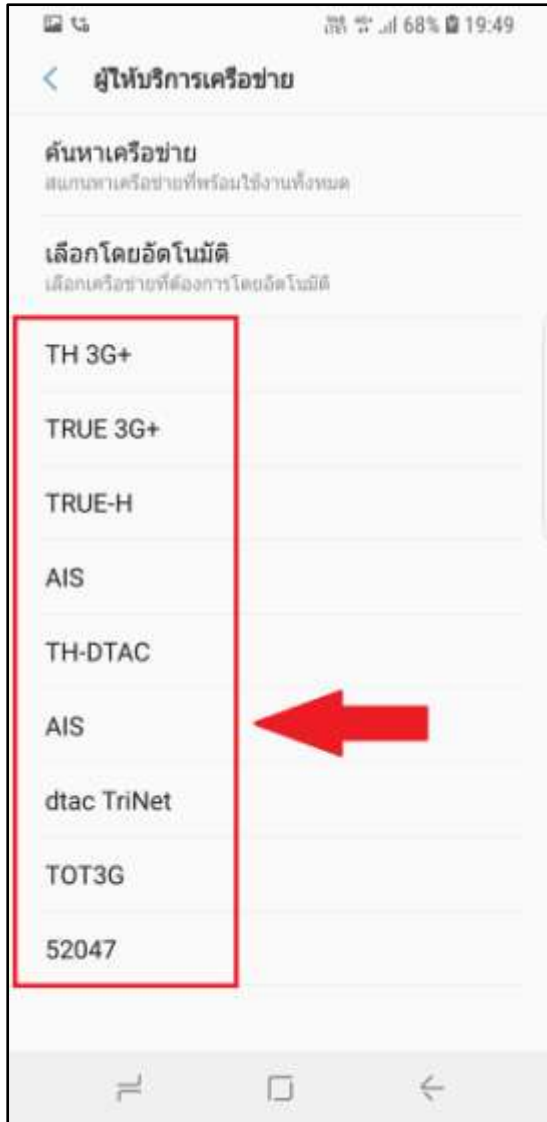 68% 19:49
ผู้ให้บริการเครือข่าย
ค้นหาเครือข่าย
สแกนหาเครือข่ายที่พร้อมใช้งานทั้งหมด
เลือกโดยอัตโนมัติ
เลือกเครือข่ายที่ต้องการโดยอัตโนมัติ
TH 3G+
TRUE 3G+
TRUE-H
AIS
TH-DTAC
AIS
dtac TriNet
TOT3G
52047